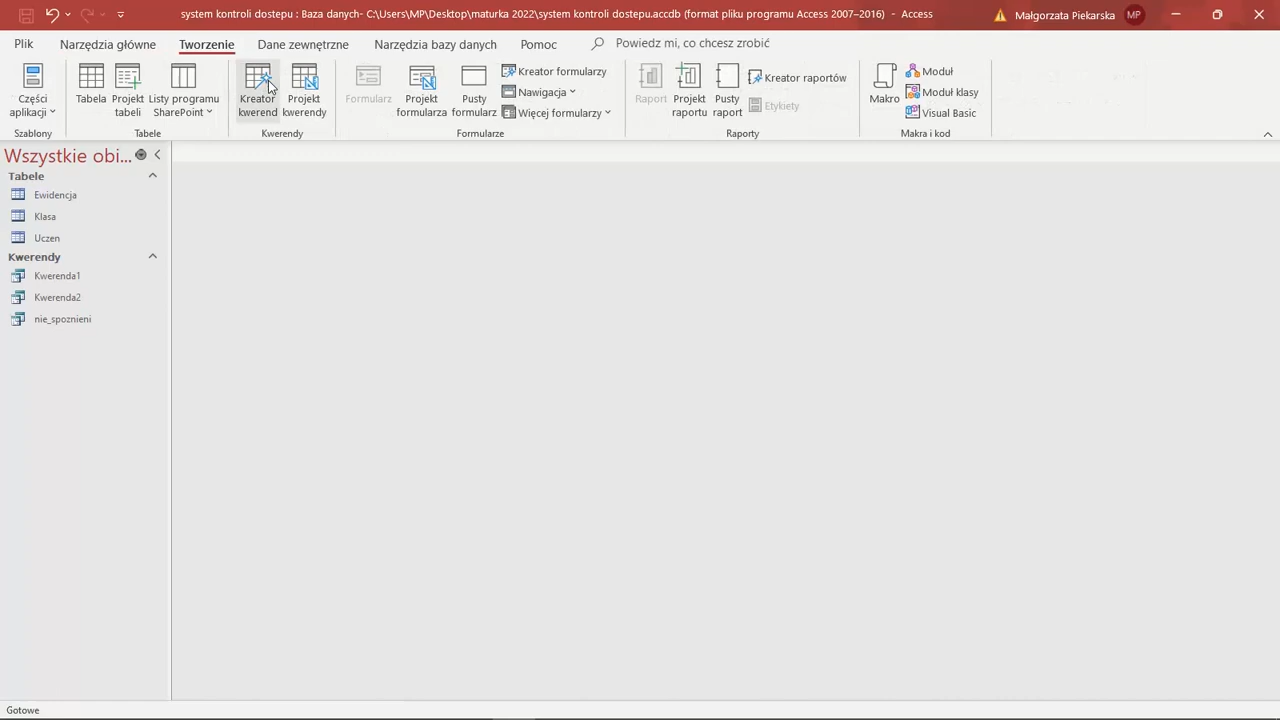 system kontroli dostepu : Baza danych- C:\Users\MP\Desktop\maturka 2022\system kontroli dostepu.accdb (format pliku programu Access 2007–2016) - Access
Małgorzata Piekarska
MP
Plik
Narzędzia główne
Tworzenie
Dane zewnętrzne
Narzędzia bazy danych
Pomoc
Powiedz mi, co chcesz zrobić
Części
aplikacji
Tabela
Projekt
tabeli
Listy programu
SharePoint
Kreator
kwerend
Projekt
kwerendy
Formularz
Projekt
formularza
Pusty
formularz
Kreator formularzy
Nawigacja
Więcej formularzy
Raport
Projekt
raportu
Pusty
raport
Kreator raportów
Etykiety
Makro
Moduł
Moduł klasy
Visual Basic
Szablony
Tabele
Kwerendy
Formularze
Raporty
Makra i kod
Wszystkie obi...
Tabele
Ewidencja
Klasa
Uczen
Kwerendy
Kwerenda1
Kwerenda2
nie_spoznieni
Gotowe